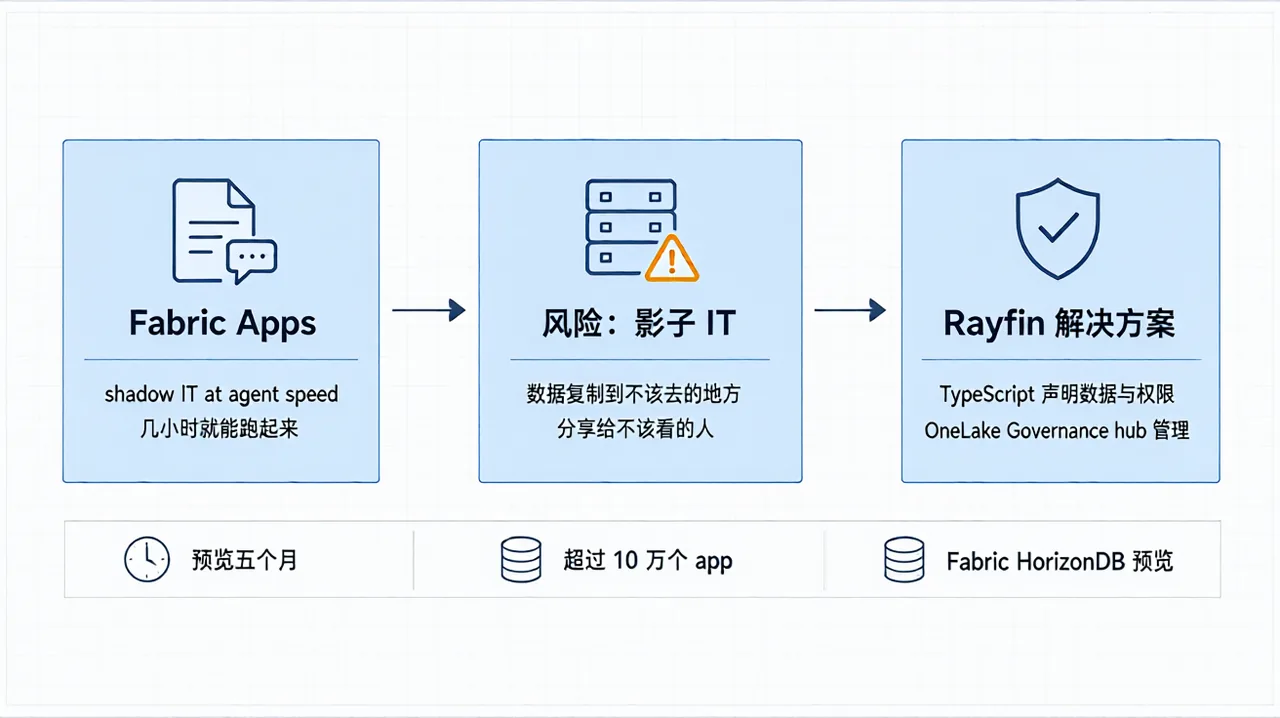 Fabric Apps
shadow IT at agent speed
几小时就能跑起来
风险：影子 IT
数据复制到不该去的地方
分享给不该看的人
Rayfin 解决方案
TypeScript 声明数据与权限
OneLake Governance hub 管理
预览五个月
超过 10 万个 app
Fabric HorizonDB 预览